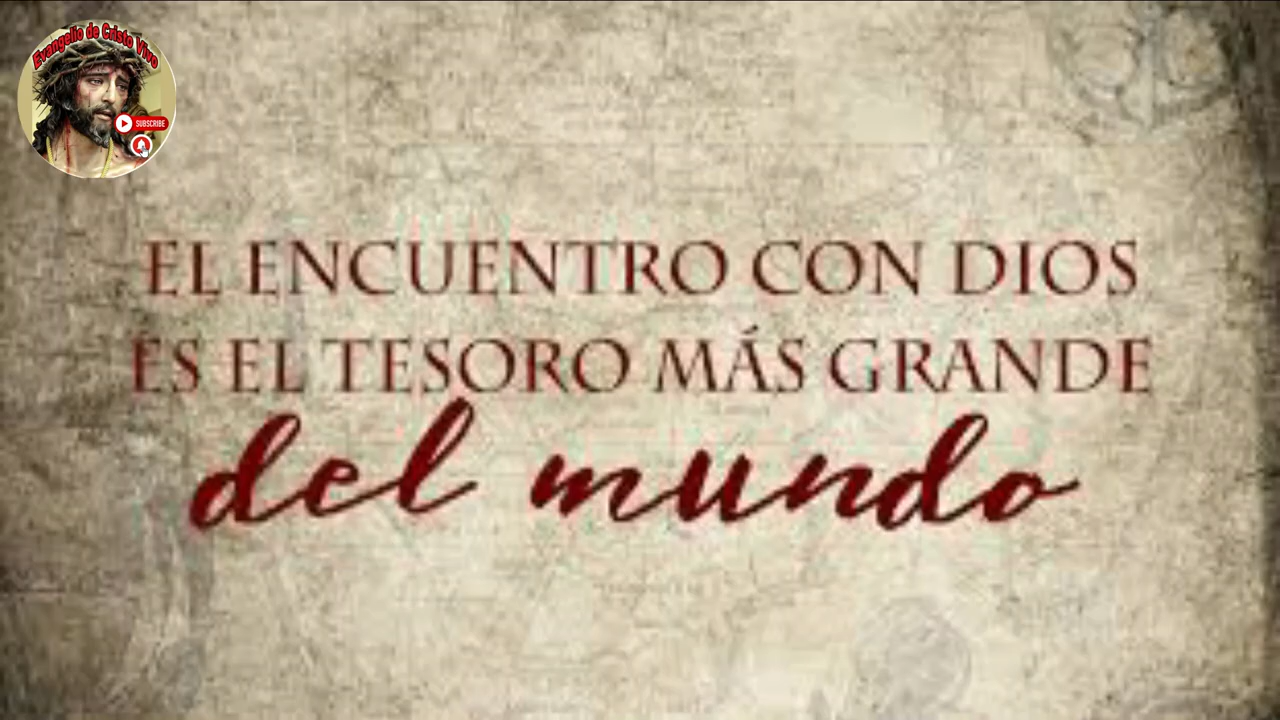 Evangelio de Cristo Vivo
SUBSCRIBE
EL ENCUENTRO CON DIOS
ES EL TESORO MÁS GRANDE
del mundo